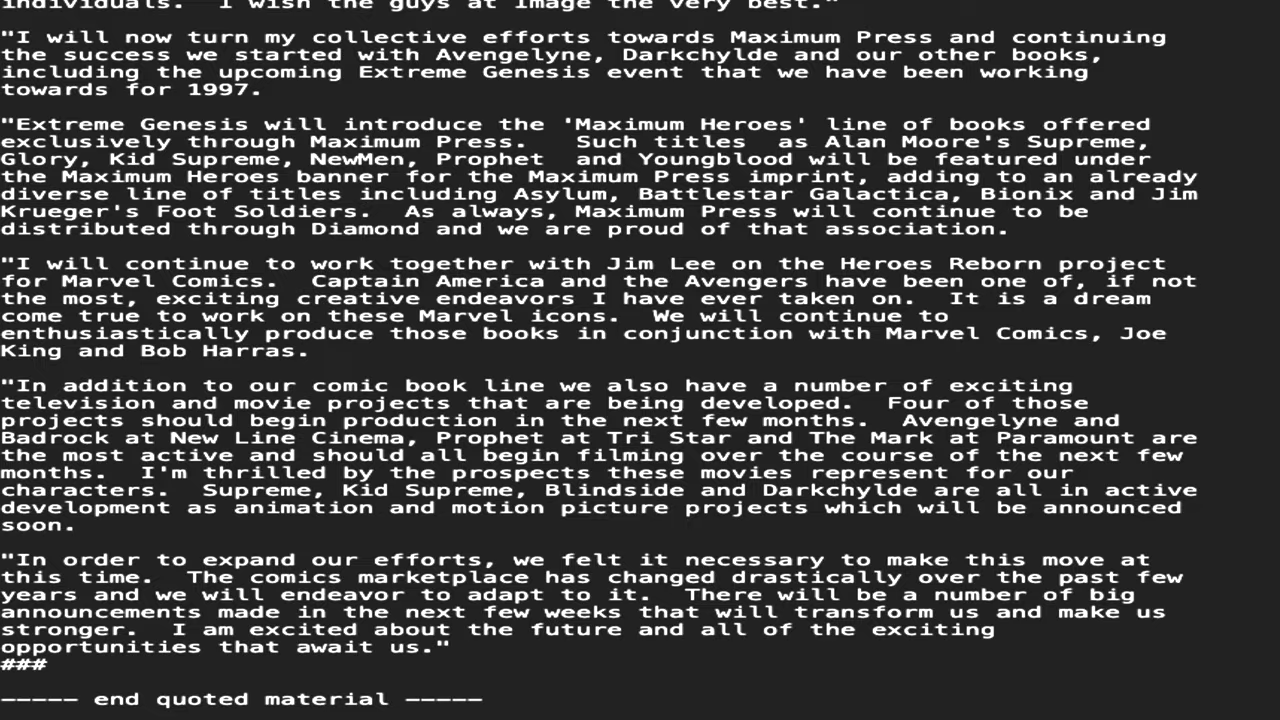 individuals.  I wish the guys at Image the very best."
"I will now turn my collective efforts towards Maximum Press and continuing
the success we started with Avengelyne, Darkchylde and our other books,
including the upcoming Extreme Genesis event that we have been working
towards for 1997.
"Extreme Genesis will introduce the 'Maximum Heroes' line of books offered
exclusively through Maximum Press.   Such titles  as Alan Moore's Supreme,
Glory, Kid Supreme, NewMen, Prophet  and Youngblood will be featured under
the Maximum Heroes banner for the Maximum Press imprint, adding to an already
diverse line of titles including Asylum, Battlestar Galactica, Bionix and Jim
Krueger's Foot Soldiers.  As always, Maximum Press will continue to be
distributed through Diamond and we are proud of that association.
"I will continue to work together with Jim Lee on the Heroes Reborn project
for Marvel Comics.  Captain America and the Avengers have been one of, if not
the most, exciting creative endeavors I have ever taken on.  It is a dream
come true to work on these Marvel icons.  We will continue to
enthusiastically produce those books in conjunction with Marvel Comics, Joe
King and Bob Harras.
"In addition to our comic book line we also have a number of exciting
television and movie projects that are being developed.  Four of those
projects should begin production in the next few months.  Avengelyne and
Badrock at New Line Cinema, Prophet at Tri Star and The Mark at Paramount are
the most active and should all begin filming over the course of the next few
months.  I'm thrilled by the prospects these movies represent for our
characters.  Supreme, Kid Supreme, Blindside and Darkchylde are all in active
development as animation and motion picture projects which will be announced
soon.
"In order to expand our efforts, we felt it necessary to make this move at
this time.  The comics marketplace has changed drastically over the past few
years and we will endeavor to adapt to it.  There will be a number of big
announcements made in the next few weeks that will transform us and make us
stronger.  I am excited about the future and all of the exciting
opportunities that await us."
###
----- end quoted material -----